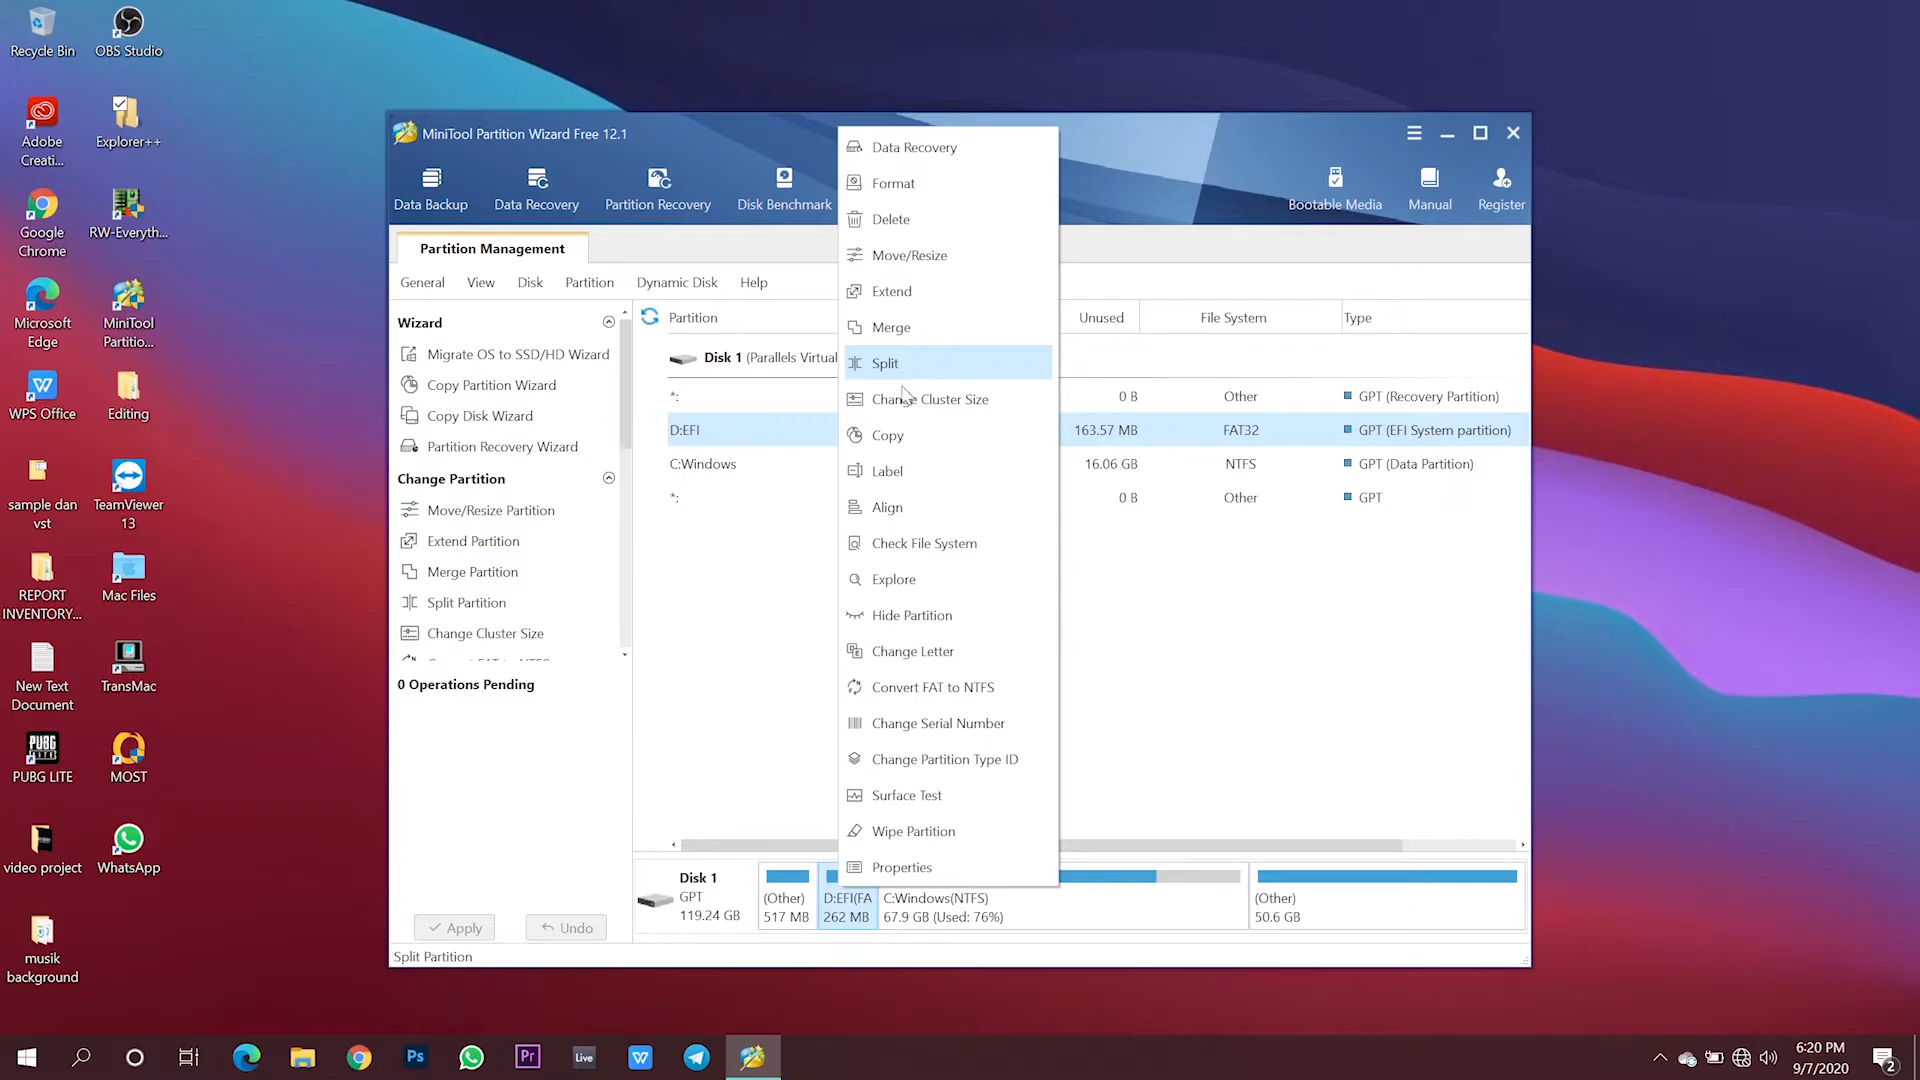 Recycle Bin
OBS Studio
Adobe
Creati...
Explorer++
Google
Chrome
RW-Everyth...
Microsoft
Edge
MiniTool
Partitio...
WPS Office
Editing
sample dan
vst
TeamViewer
13
REPORT
INVENTORY...
Mac Files
New Text
Document
TransMac
PUBG LITE
MOST
video project
WhatsApp
musik
background
MiniTool Partition Wizard Free 12.1
Data Backup
Data Recovery
Partition Recovery
Disk Benchmark
Bootable Media
Manual
Register
Partition Management
General
View
Disk
Partition
Dynamic Disk
Help
Wizard
Migrate OS to SSD/HD Wizard
Copy Partition Wizard
Copy Disk Wizard
Partition Recovery Wizard
Change Partition
Move/Resize Partition
Extend Partition
Merge Partition
Split Partition
Change Cluster Size
0 Operations Pending
Apply
Undo
Split Partition
Partition
Unused
File System
Type
Disk 1 (Parallels Virtual
*:
0 B
Other
GPT (Recovery Partition)
D:EFI
163.57 MB
FAT32
GPT (EFI System partition)
C:Windows
16.06 GB
NTFS
GPT (Data Partition)
*:
0 B
Other
GPT
Data Recovery
Format
Delete
Move/Resize
Extend
Merge
Split
Change Cluster Size
Copy
Label
Align
Check File System
Explore
Hide Partition
Change Letter
Convert FAT to NTFS
Change Serial Number
Change Partition Type ID
Surface Test
Wipe Partition
Properties
Disk 1
GPT
119.24 GB
(Other)
517 MB
D:EFI(FA
262 MB
C:Windows(NTFS)
67.9 GB (Used: 76%)
(Other)
50.6 GB
Ps
Pr
Live
W
6:20 PM
9/7/2020
2